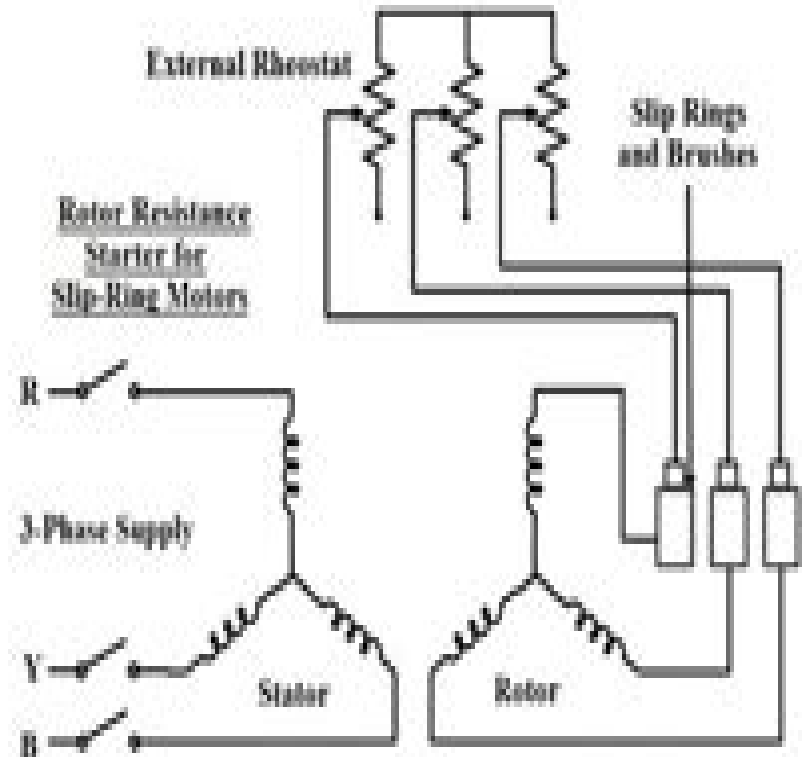 External Rheostat
Slip Rings
and Brushes
Rotor Resistance
Starter for
Slip-Ring Motors
R
3-Phase Supply
Y
Stator
Rotor
B